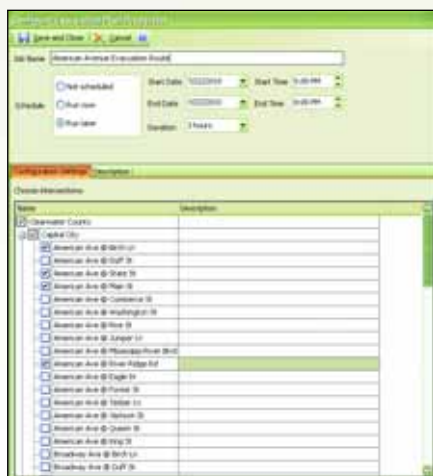 Save and Close Cancel
Job Name American Avenue Evacuation Route
Schedule
Not scheduled
Run now
Run later
Start Date Start Time
End Date End Time
Duration 3 hours
Configuration Settings Description
Choose Intersections:
Name Description
Clearwater County
Capital City
American Ave @ Birch Ln
American Ave @ Duff St
American Ave @ State St
American Ave @ Main St
American Ave @ Commerce St
American Ave @ Washington St
American Ave @ Rice St
American Ave @ Juniper Ln
American Ave @ Mississippi River Blvd
American Ave @ River Ridge Rd
American Ave @ Eagle
American Ave @ Forest St
American Ave @ Timber Ln
American Ave @ Jackson St
American Ave @ Queen St
American Ave @ King St
Broadway Ave @ Birch Ln
Broadway Ave @ Duff St